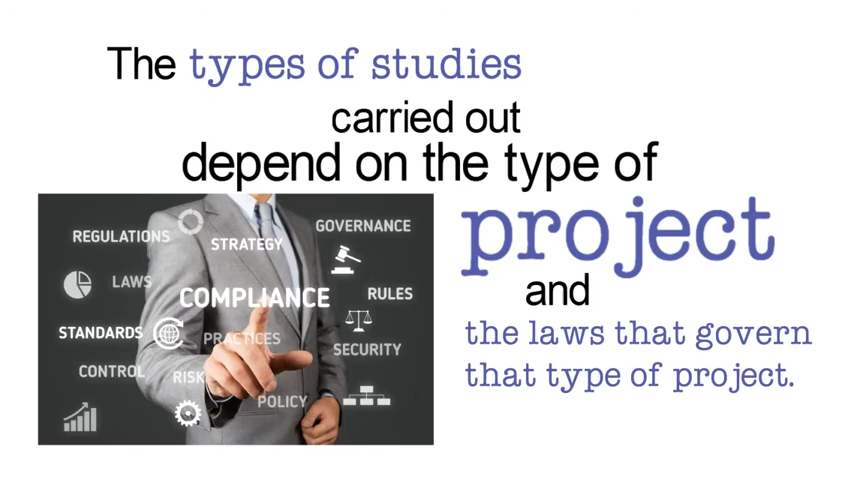 The types of studies
carried out
depend on the type of
project
and
the laws that govern
that type of project.
REGULATIONS
STRATEGY
GOVERNANCE
LAWS
COMPLIANCE
RULES
STANDARDS
PRACTICES
SECURITY
CONTROL
RISK
POLICY